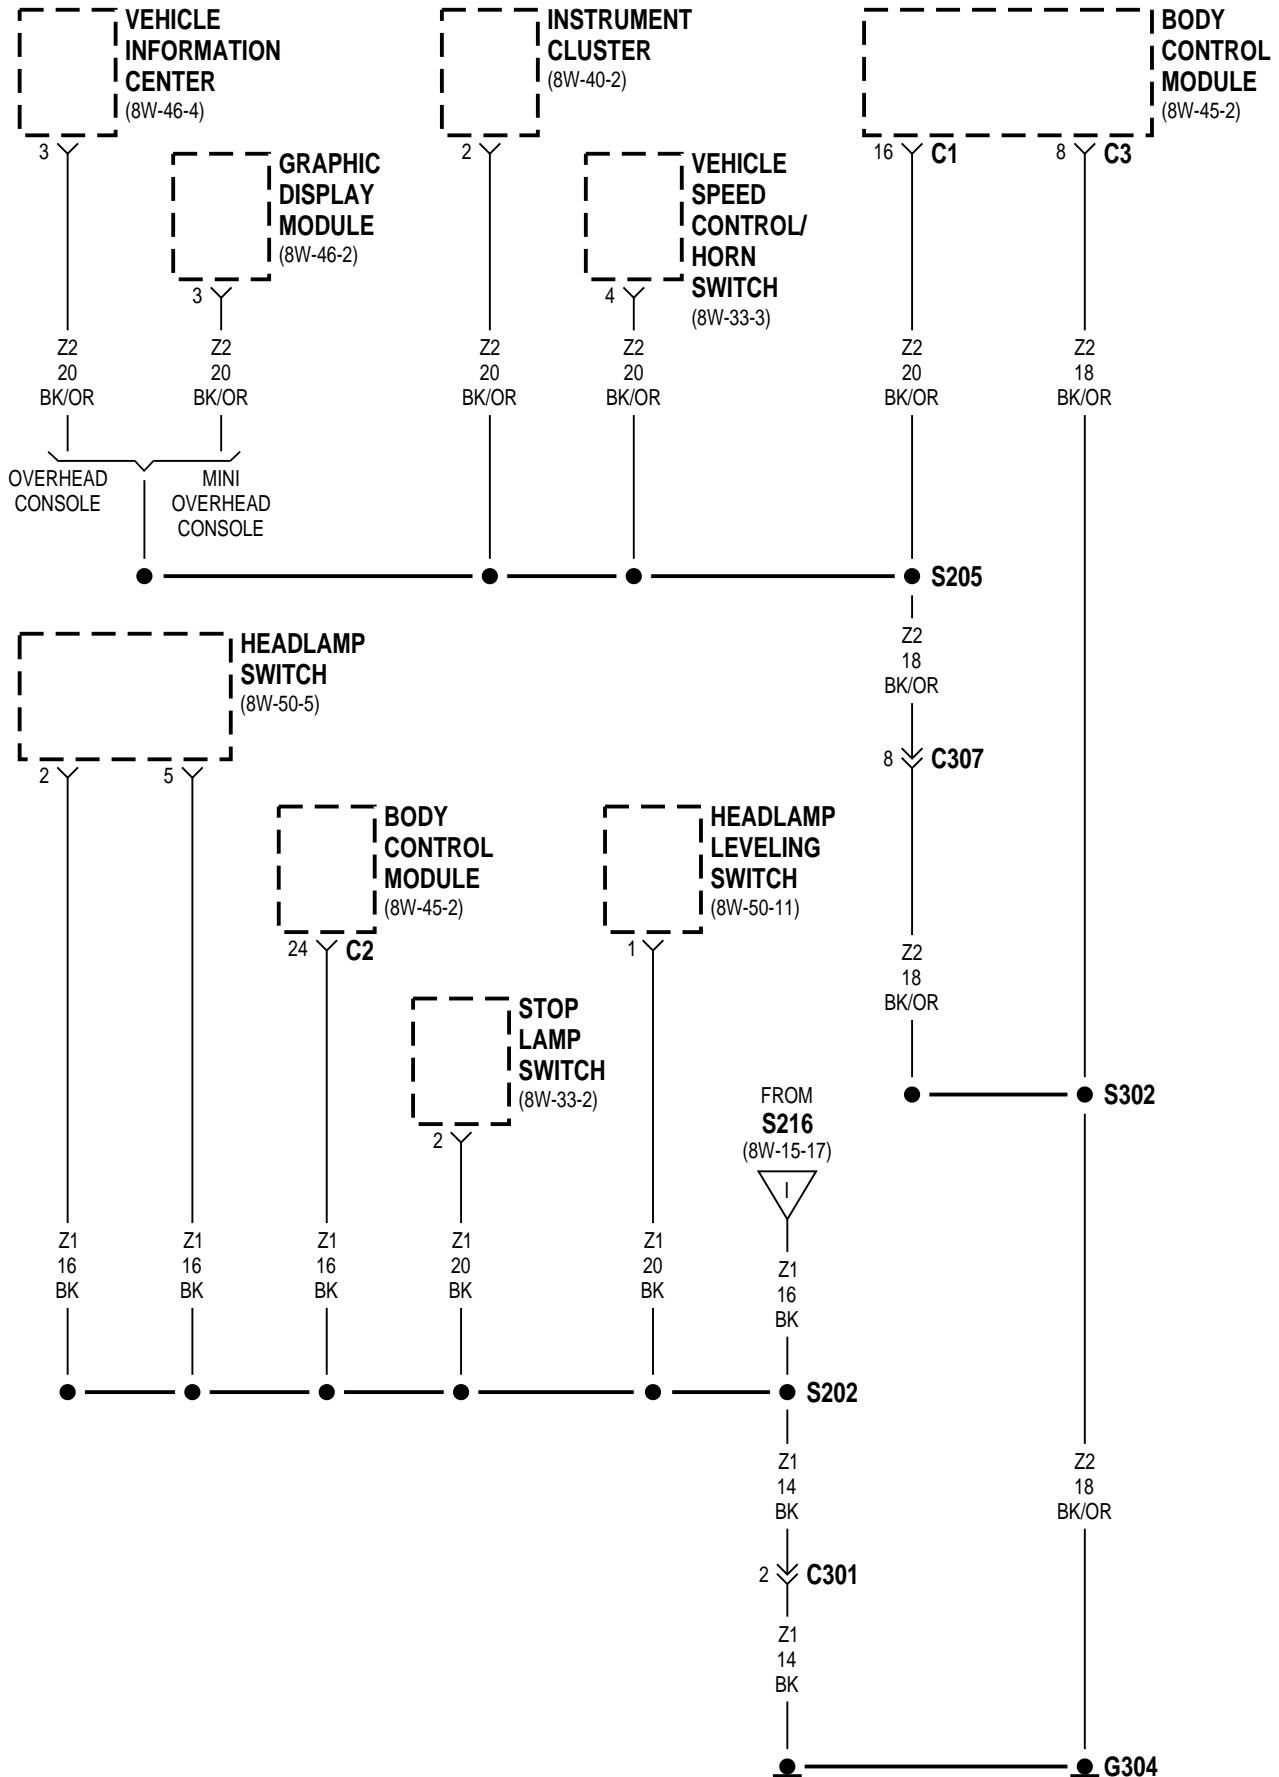 VEHICLE
INFORMATION
CENTER
(8W-46-4)
3
GRAPHIC
DISPLAY
MODULE
(8W-46-2)
3
INSTRUMENT
CLUSTER
(8W-40-2)
2
VEHICLE
SPEED
CONTROL/
HORN
SWITCH
(8W-33-3)
4
BODY
CONTROL
MODULE
(8W-45-2)
16 C1
8 C3
Z2
20
BK/OR
Z2
20
BK/OR
Z2
20
BK/OR
Z2
20
BK/OR
Z2
20
BK/OR
Z2
18
BK/OR
OVERHEAD
CONSOLE
MINI
OVERHEAD
CONSOLE
S205
Z2
18
BK/OR
8 C307
Z2
18
BK/OR
S302
HEADLAMP
SWITCH
(8W-50-5)
2
5
BODY
CONTROL
MODULE
(8W-45-2)
24 C2
STOP
LAMP
SWITCH
(8W-33-2)
2
HEADLAMP
LEVELING
SWITCH
(8W-50-11)
1
FROM
S216
(8W-15-17)
I
Z1
16
BK
Z1
16
BK
Z1
16
BK
Z1
20
BK
Z1
20
BK
Z1
16
BK
S202
Z1
14
BK
Z2
18
BK/OR
2 C301
Z1
14
BK
G304